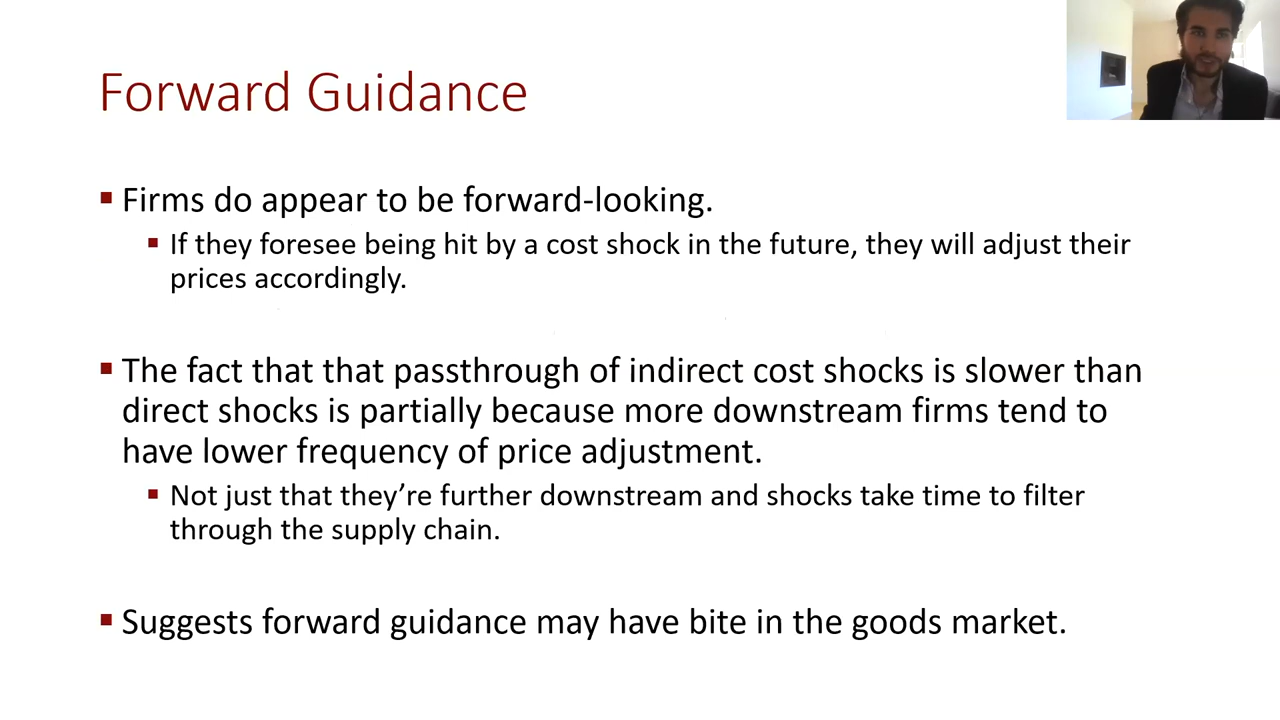 Forward Guidance
▪ Firms do appear to be forward-looking.
▪ If they foresee being hit by a cost shock in the future, they will adjust their
prices accordingly.
▪ The fact that that passthrough of indirect cost shocks is slower than
direct shocks is partially because more downstream firms tend to
have lower frequency of price adjustment.
▪ Not just that they’re further downstream and shocks take time to filter
through the supply chain.
▪ Suggests forward guidance may have bite in the goods market.